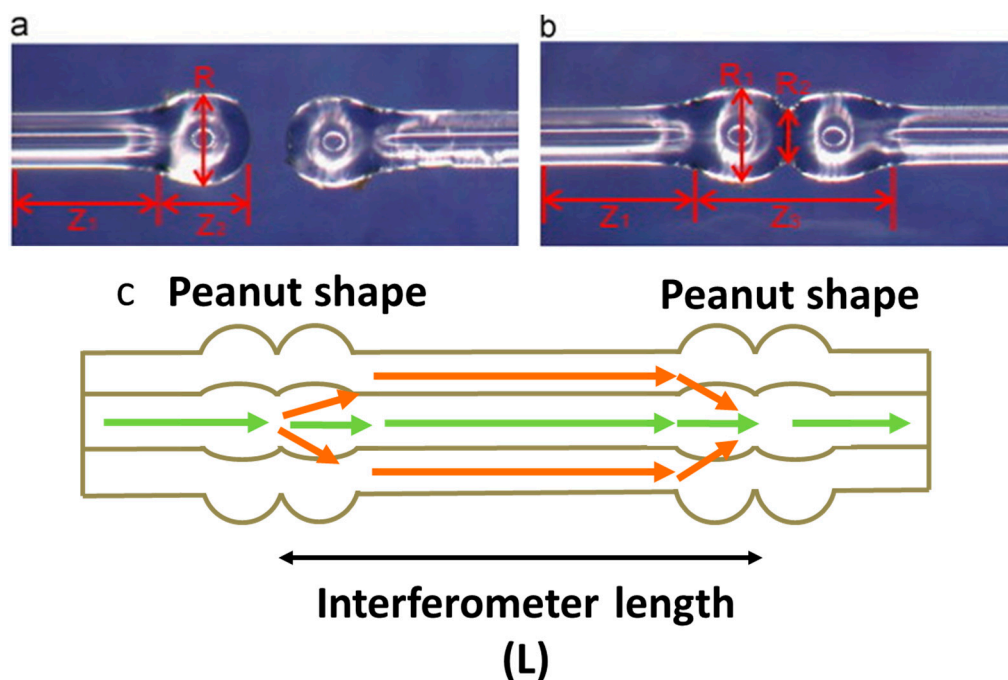 a
R
Z₁
Z₂
b
R₁
R₂
Z₁
Z₃
c Peanut shape
Peanut shape
Interferometer length
(L)